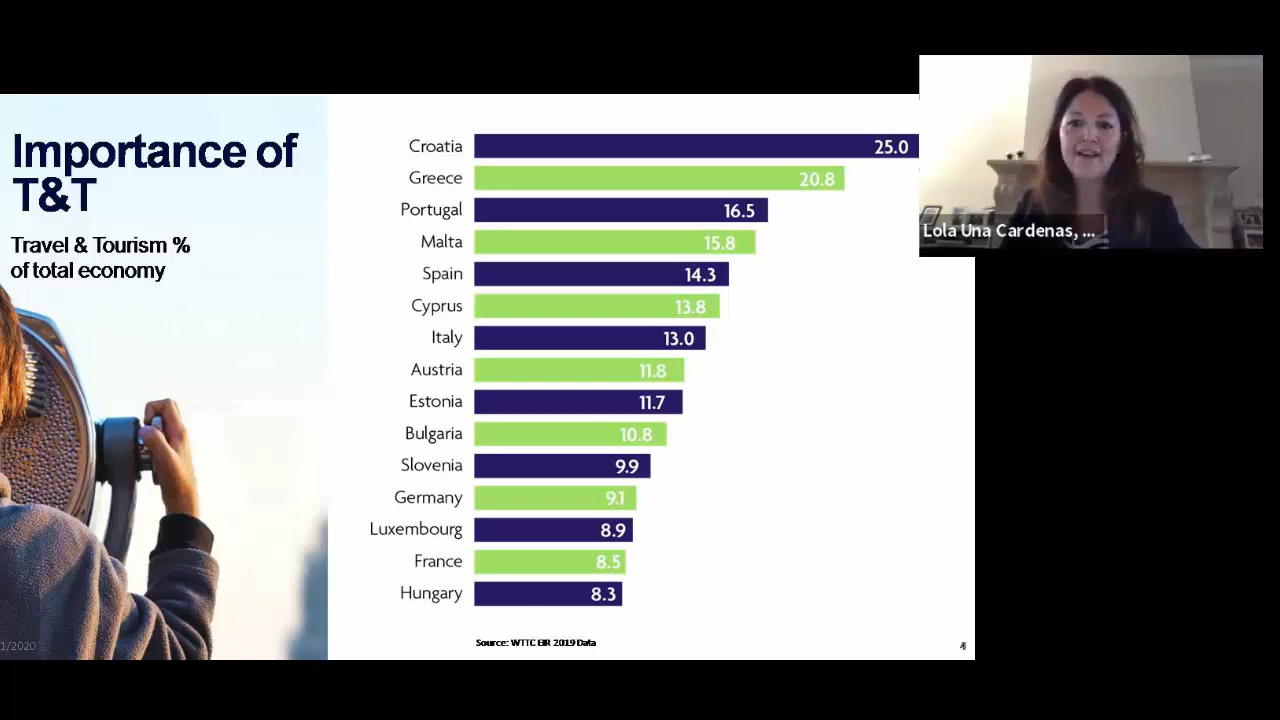 Importance of
T&T
Travel & Tourism %
of total economy
Croatia 25.0
Greece 20.8
Portugal 16.5
Malta 15.8
Spain 14.3
Cyprus 13.8
Italy 13.0
Austria 11.8
Estonia 11.7
Bulgaria 10.8
Slovenia 9.9
Germany 9.1
Luxembourg 8.9
France 8.5
Hungary 8.3
Source: WTTC EIR 2019 Data
1/2020
4
Lola Una Cardenas, ...